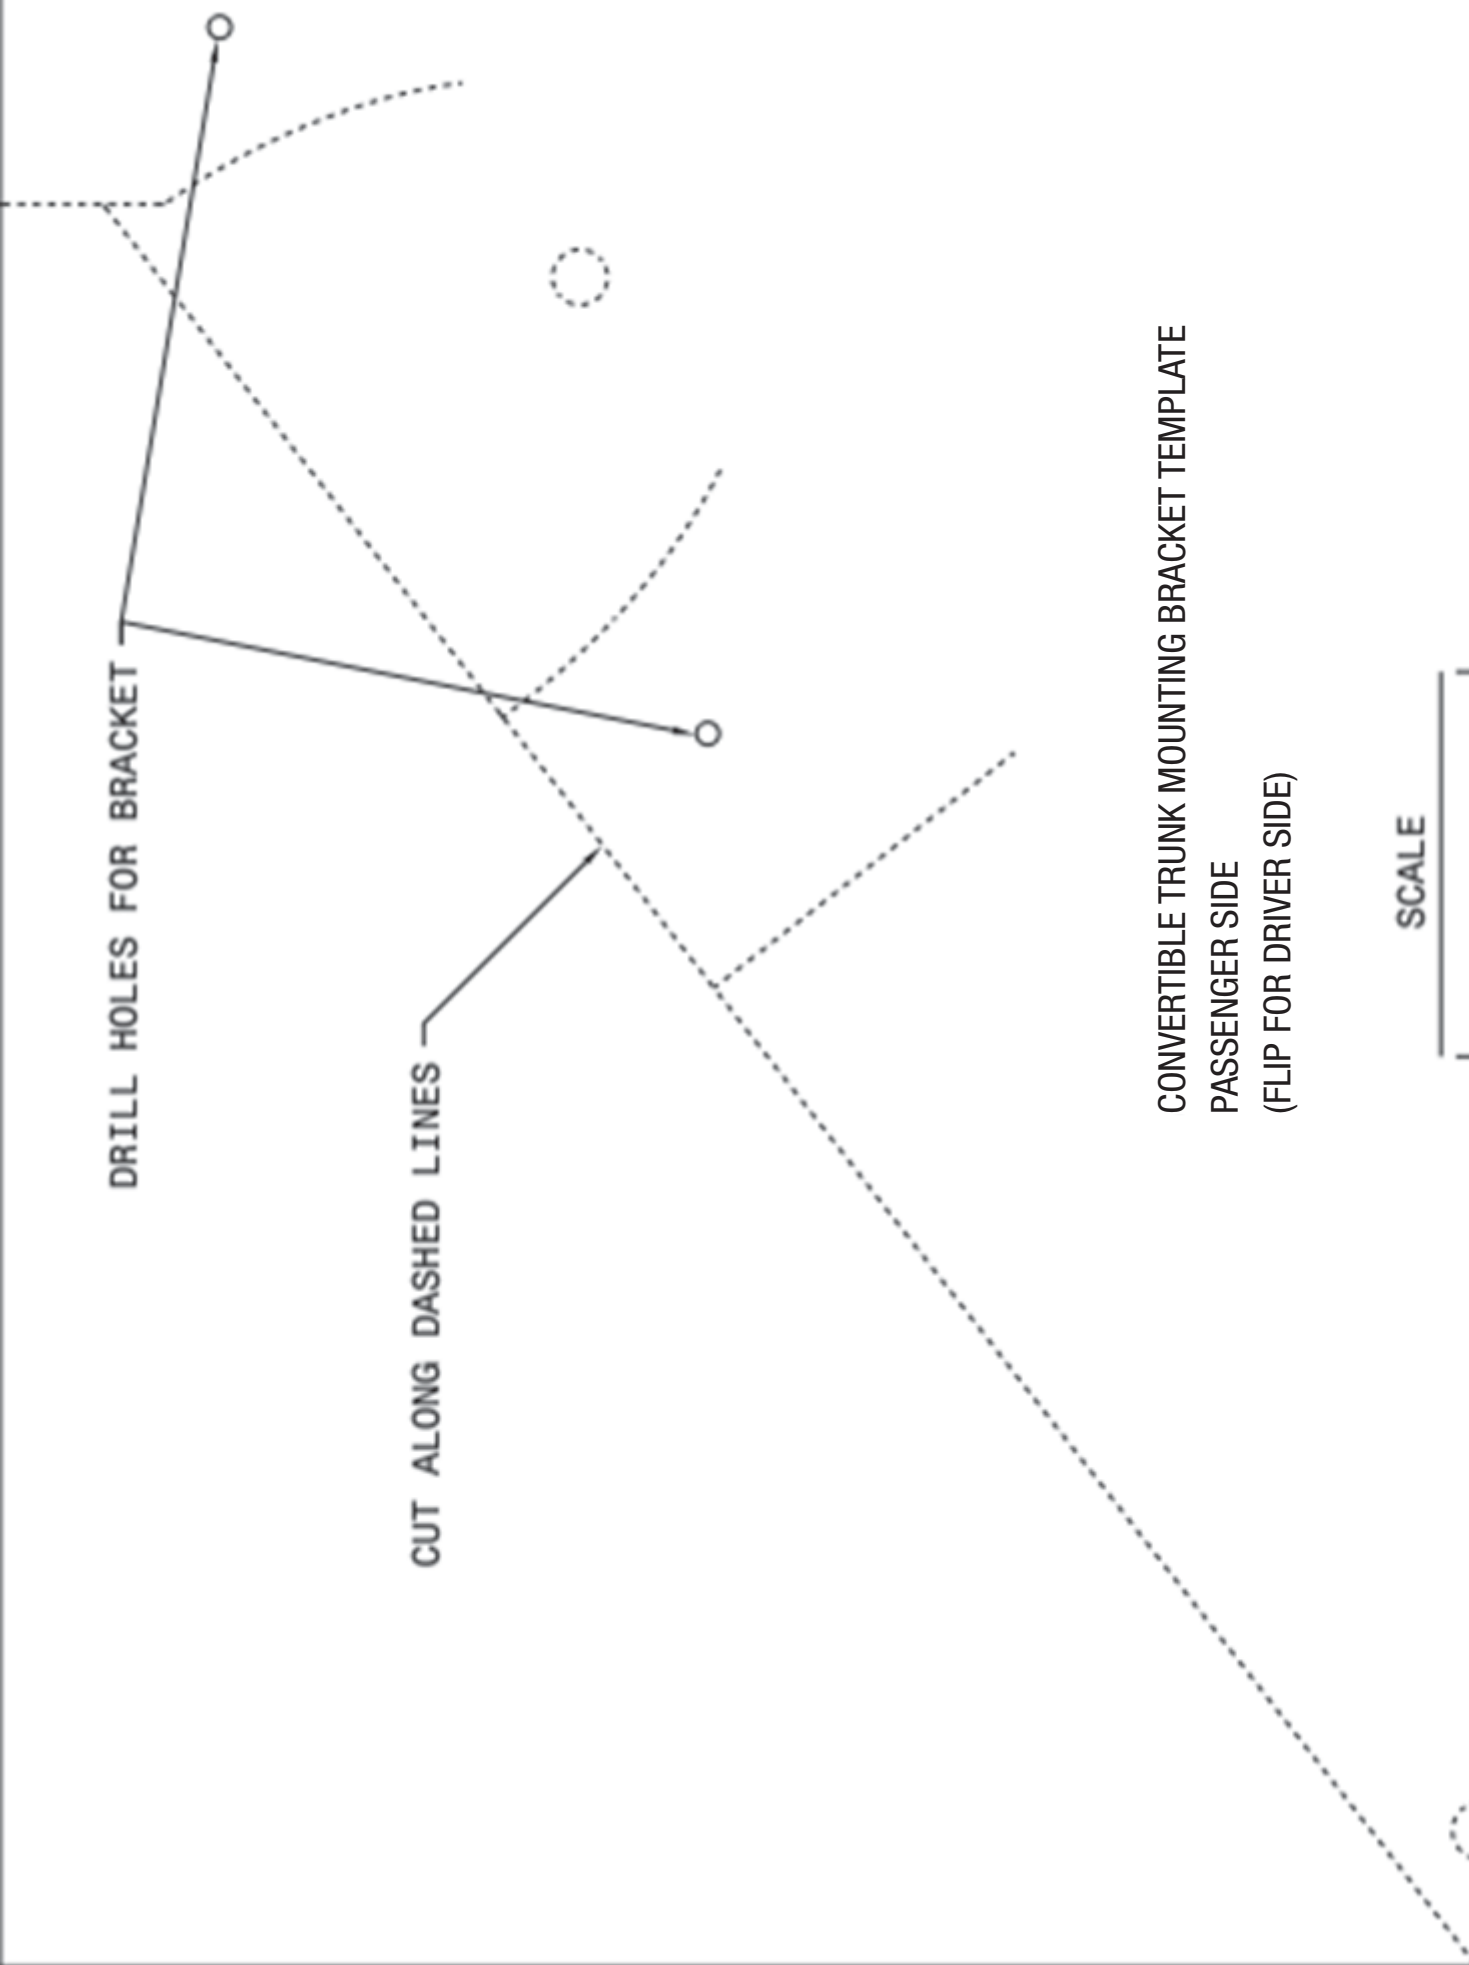 DRILL HOLES FOR BRACKET
CUT ALONG DASHED LINES
CONVERTIBLE TRUNK MOUNTING BRACKET TEMPLATE
PASSENGER SIDE
(FLIP FOR DRIVER SIDE)
SCALE